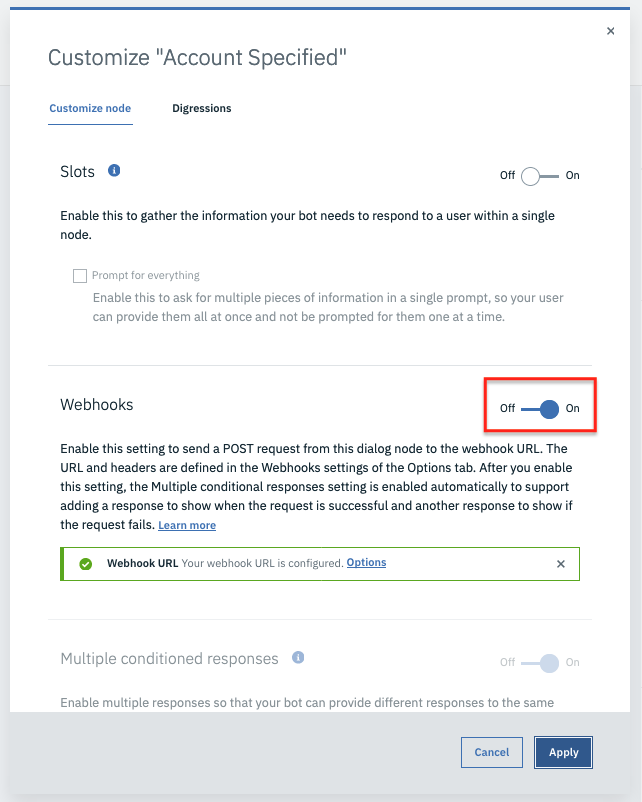 ×
Customize "Account Specified"
Customize node Digressions
Slots i Off On
Enable this to gather the information your bot needs to respond to a user within a single
node.
Prompt for everything
Enable this to ask for multiple pieces of information in a single prompt, so your user
can provide them all at once and not be prompted for them one at a time.
Webhooks Off On
Enable this setting to send a POST request from this dialog node to the webhook URL. The
URL and headers are defined in the Webhooks settings of the Options tab. After you enable
this setting, the Multiple conditional responses setting is enabled automatically to support
adding a response to show when the request is successful and another response to show if
the request fails. Learn more
Webhook URL Your webhook URL is configured. Options ×
Multiple conditioned responses i Off On
Enable multiple responses so that your bot can provide different responses to the same
Cancel Apply